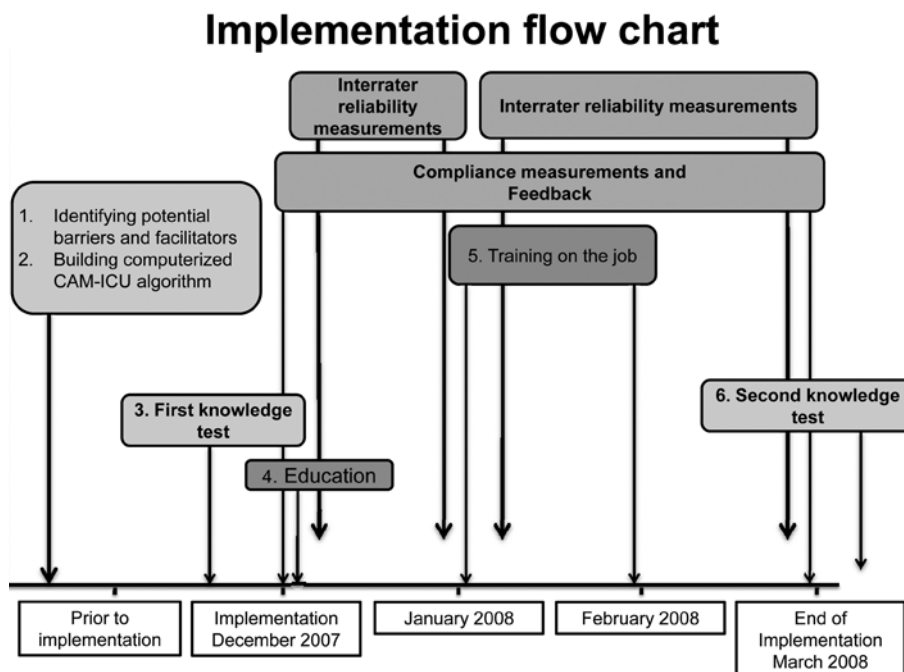 Implementation flow chart
Interrater
reliability
measurements
Interrater reliability measurements
Compliance measurements and
Feedback
1. Identifying potential
barriers and facilitators
2. Building computerized
CAM-ICU algorithm
5. Training on the job
3. First knowledge
test
6. Second knowledge
test
4. Education
Prior to
implementation
Implementation
December 2007
January 2008
February 2008
End of
Implementation
March 2008